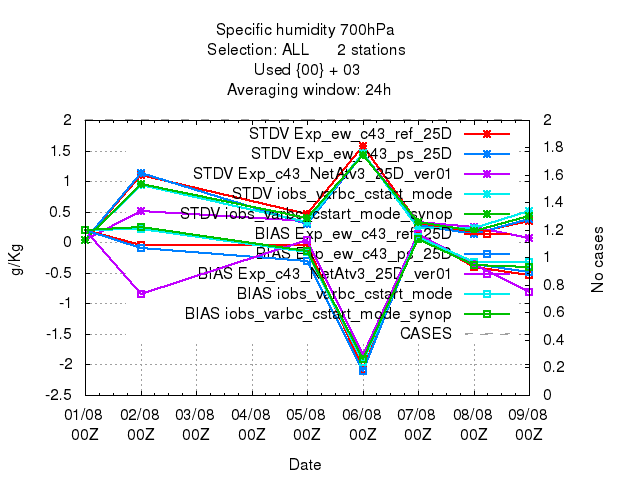 Specific humidity 700hPa
Selection: ALL 2 stations
Used {00} + 03
Averaging window: 24h
STDV Exp_ew_c43_ref_25D
STDV Exp_ew_c43_ps_25D
STDV Exp_c43_NetAtv3_25D_ver01
STDV iobs_varbc_cstart_mode
STDV iobs_varbc_cstart_mode_synop
BIAS Exp_ew_c43_ref_25D
BIAS Exp_ew_c43_ps_25D
BIAS Exp_c43_NetAtv3_25D_ver01
BIAS iobs_varbc_cstart_mode
BIAS iobs_varbc_cstart_mode_synop
CASES
g/Kg
2
1.5
1
0.5
0
-0.5
-1
-1.5
-2
-2.5
No cases
2
1.8
1.6
1.4
1.2
1
0.8
0.6
0.4
0.2
0
01/08 02/08 03/08 04/08 05/08 06/08 07/08 08/08 09/08
00Z 00Z 00Z 00Z 00Z 00Z 00Z 00Z 00Z
Date